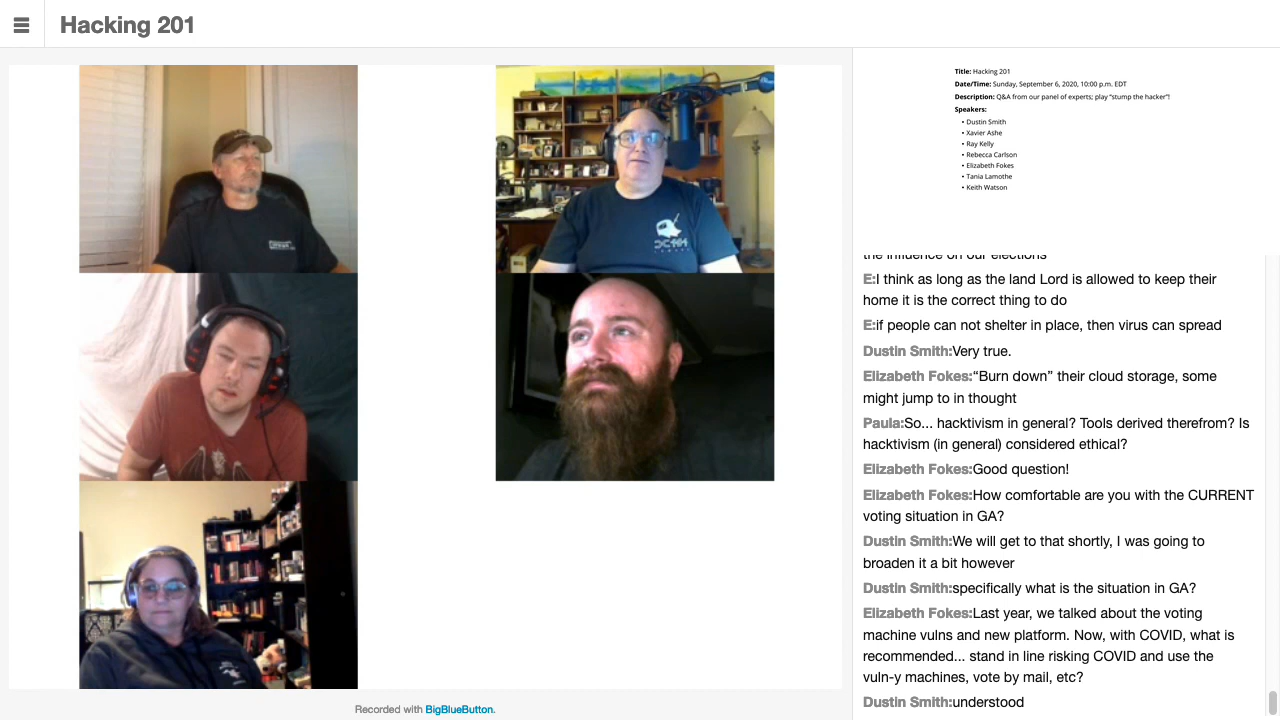 Hacking 201
Title: Hacking 201
Date/Time: Sunday, September 6, 2020, 10:00 p.m. EDT
Description: Q&A from our panel of experts; play "stump the hacker"!
Speakers:
• Dustin Smith
• Xavier Ashe
• Ray Kelly
• Rebecca Carlson
• Elizabeth Fokes
• Tania Lamothe
• Keith Watson
DC404
the influence on our elections
E:I think as long as the land Lord is allowed to keep their
home it is the correct thing to do
E:if people can not shelter in place, then virus can spread
Dustin Smith:Very true.
Elizabeth Fokes:“Burn down” their cloud storage, some
might jump to in thought
Paula:So... hacktivism in general? Tools derived therefrom? Is
hacktivism (in general) considered ethical?
Elizabeth Fokes:Good question!
Elizabeth Fokes:How comfortable are you with the CURRENT
voting situation in GA?
Dustin Smith:We will get to that shortly, I was going to
broaden it a bit however
Dustin Smith:specifically what is the situation in GA?
Elizabeth Fokes:Last year, we talked about the voting
machine vulns and new platform. Now, with COVID, what is
recommended... stand in line risking COVID and use the
vuln-y machines, vote by mail, etc?
Dustin Smith:understood
Recorded with BigBlueButton.